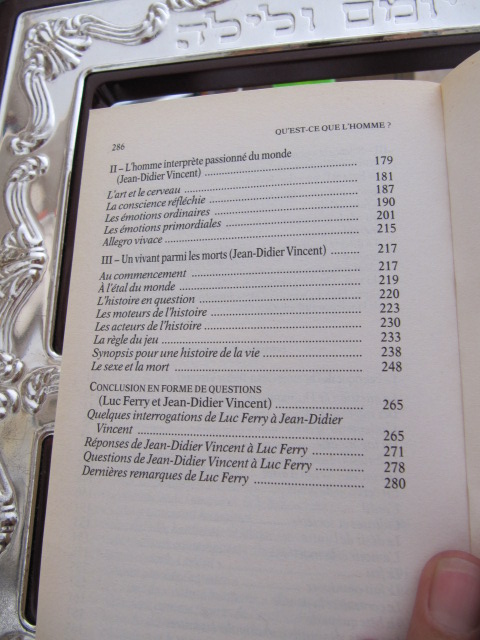 יומם ולילה
286
QU'EST-CE QUE L'HOMME ?
II – L'homme interprète passionné du monde
(Jean-Didier Vincent) 179
L'art et le cerveau 181
La conscience réfléchie 187
Les émotions ordinaires 190
Les émotions primordiales 201
Allegro vivace 215
III – Un vivant parmi les morts (Jean-Didier Vincent) 217
Au commencement 217
À l'étal du monde 219
L'histoire en question 220
Les moteurs de l'histoire 223
Les acteurs de l'histoire 230
La règle du jeu 233
Synopsis pour une histoire de la vie 238
Le sexe et la mort 248
CONCLUSION EN FORME DE QUESTIONS
(Luc Ferry et Jean-Didier Vincent) 265
Quelques interrogations de Luc Ferry à Jean-Didier
Vincent 265
Réponses de Jean-Didier Vincent à Luc Ferry 271
Questions de Jean-Didier Vincent à Luc Ferry 278
Dernières remarques de Luc Ferry 280